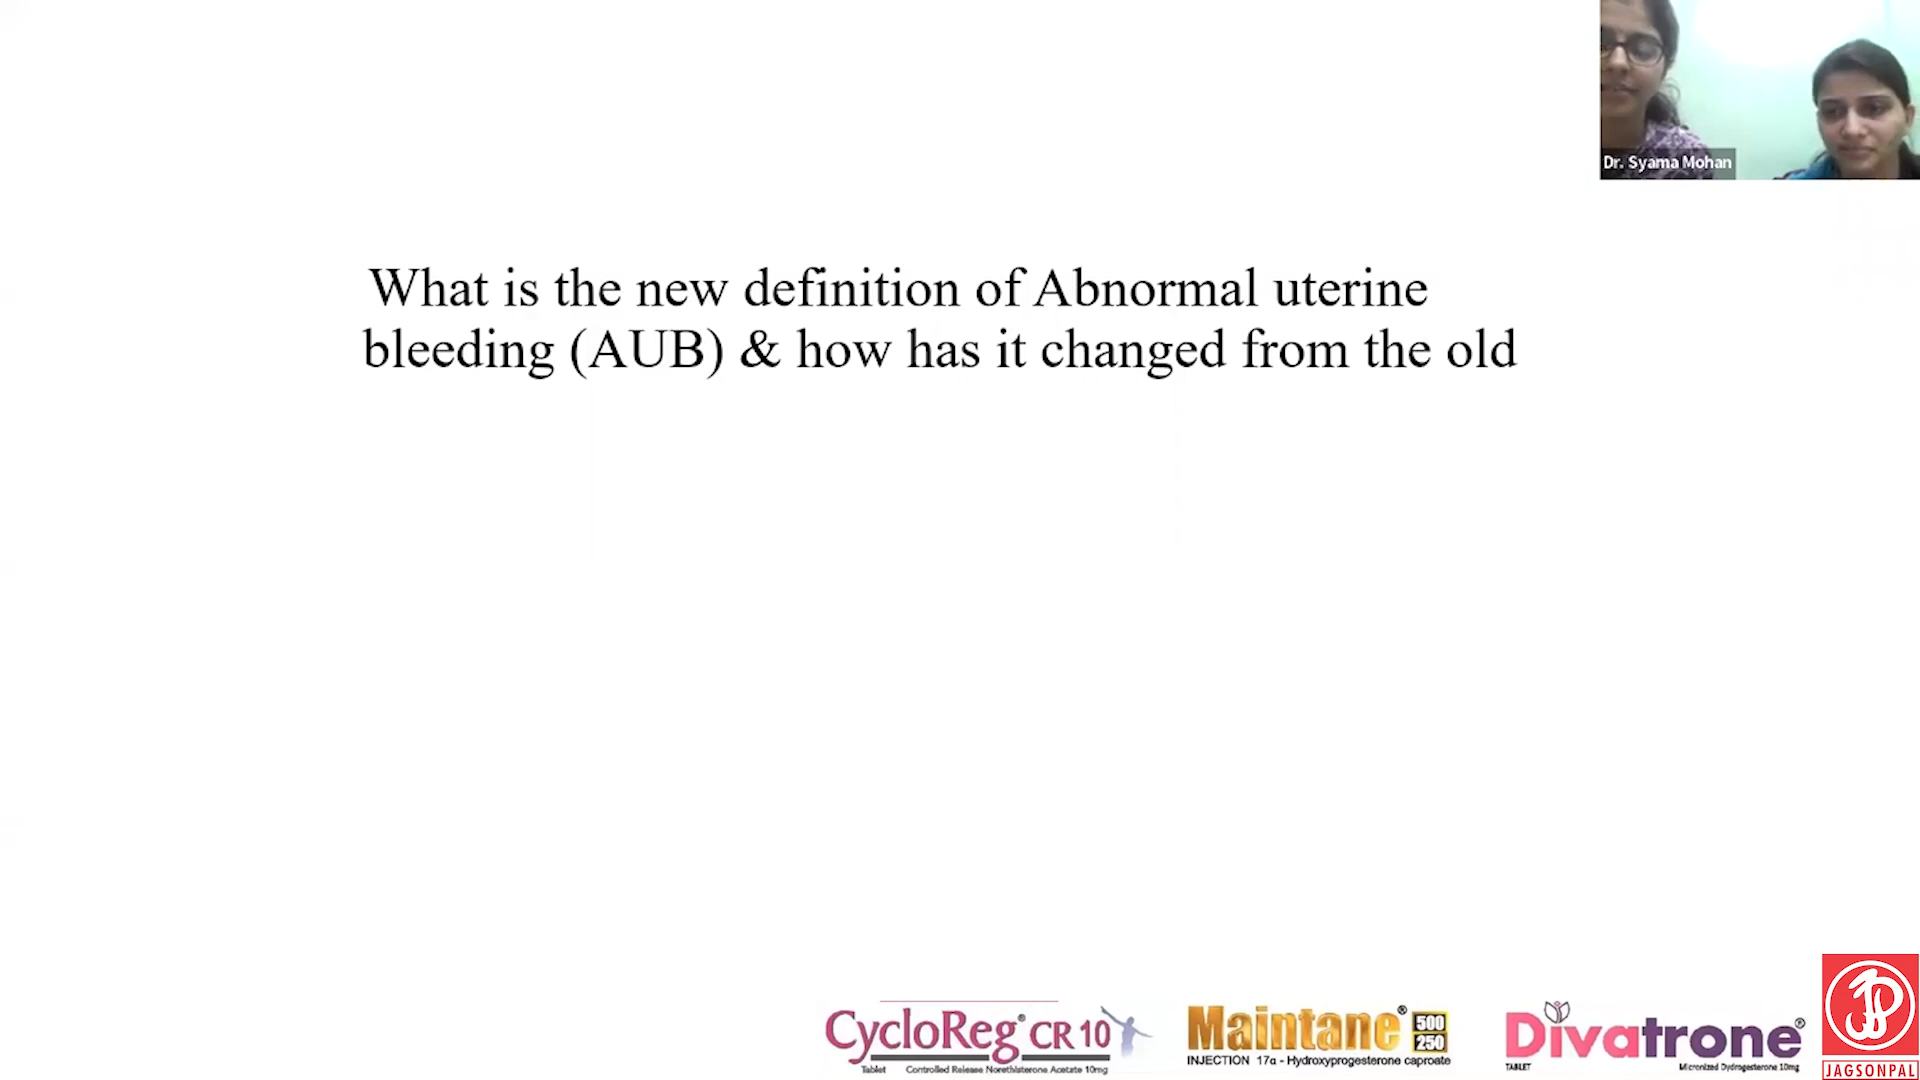 Dr. Syama Mohan
What is the new definition of Abnormal uterine
bleeding (AUB) & how has it changed from the old
CycloReg® CR 10
Tablet Controlled Release Norethisterone Acetate 10mg
Maintane® 500 250
INJECTION 17α - Hydroxyprogesterone caproate
Divatrone®
TABLET Micronized Dydrogesterone 10mg
JAGSONPAL